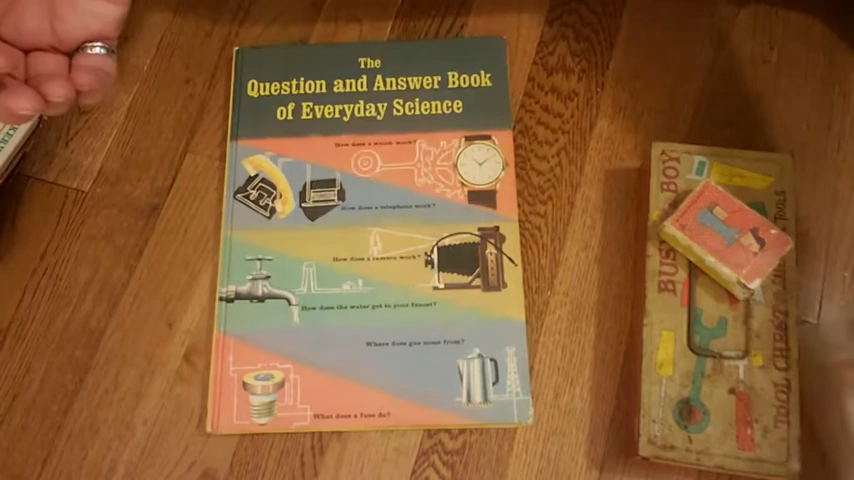 The
Question and Answer Book
of Everyday Science
How does a watch work?
How does a telephone work?
How does a camera work?
How does the water get to your faucet?
Where does gas come from?
What does a fuse do?
BOY
TOOL CHEST
TOOLS